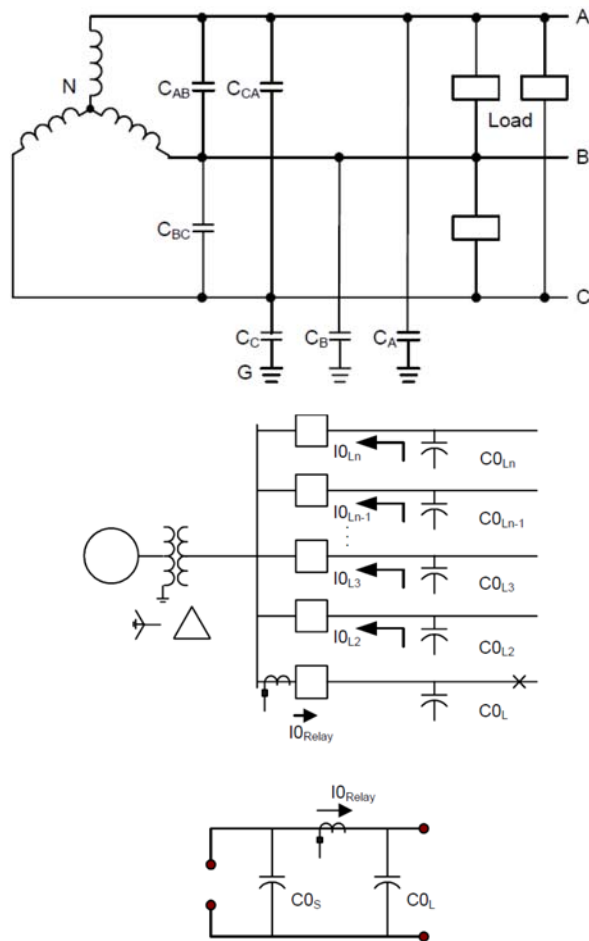 A
N
C_AB
C_CA
Load
B
C_BC
C
C_C
C_B
C_A
G
I0_Ln
C0_Ln
I0_Ln-1
C0_Ln-1
I0_L3
C0_L3
I0_L2
C0_L2
C0_L
I0_Relay
I0_Relay
C0_S
C0_L